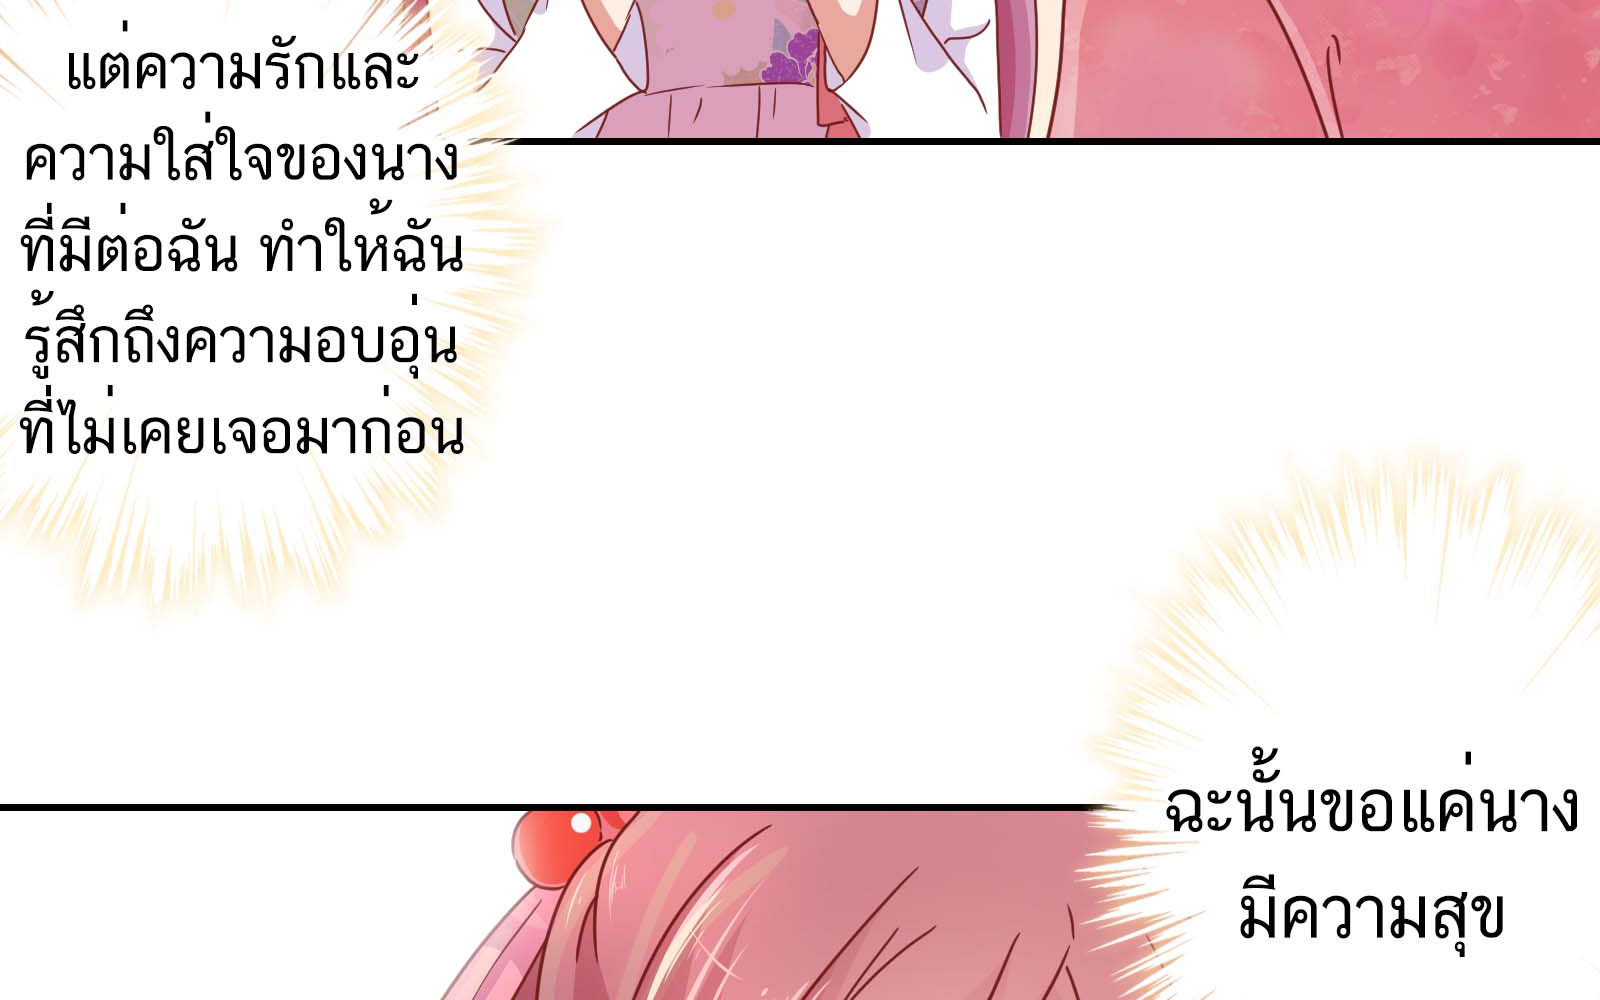 แต่ความรักและ
ความใส่ใจของนาง
ที่มีต่อฉัน ทำให้ฉัน
รู้สึกถึงความอบอุ่น
ที่ไม่เคยเจอมาก่อน
ฉะนั้นขอแค่นาง
มีความสุข